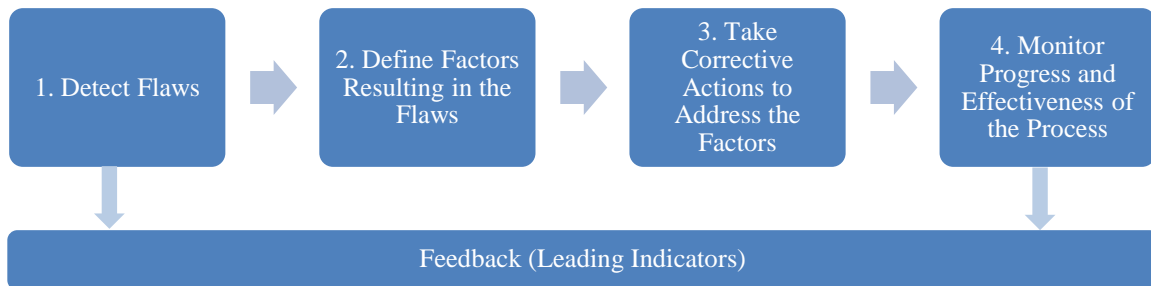 1. Detect Flaws
2. Define Factors
Resulting in the
Flaws
3. Take
Corrective
Actions to
Address the
Factors
4. Monitor
Progress and
Effectiveness of
the Process
Feedback (Leading Indicators)